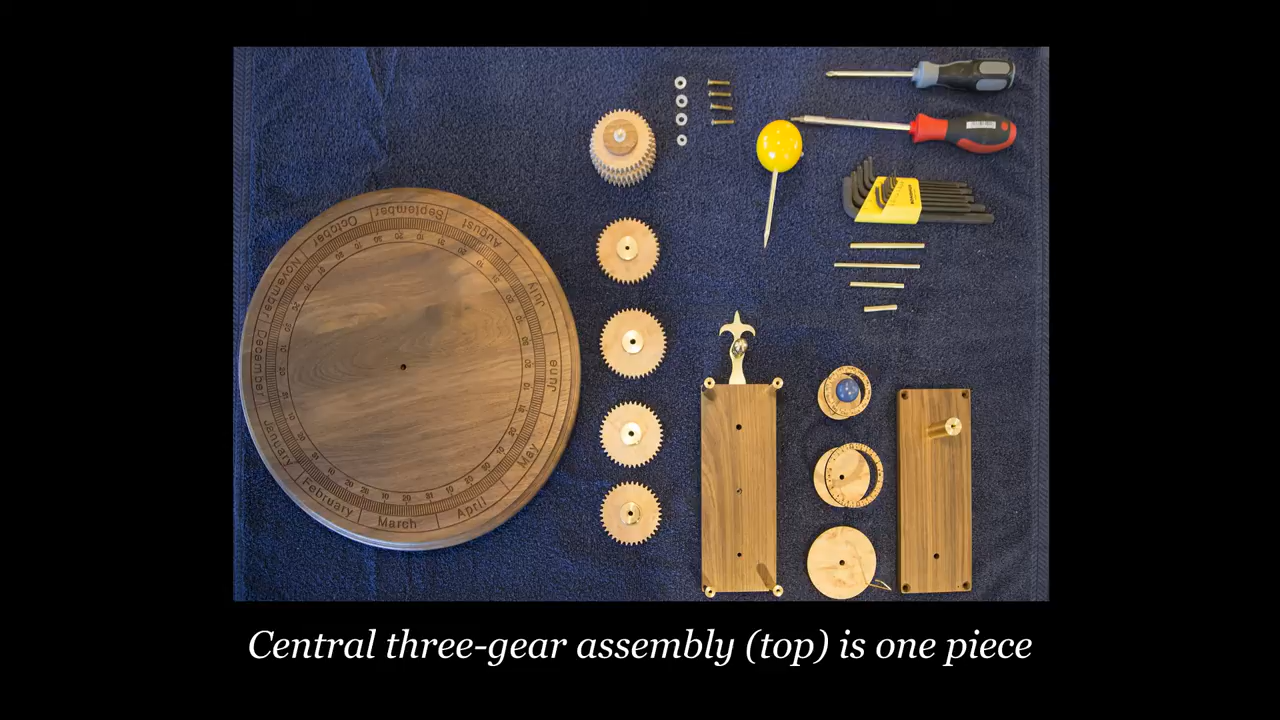 September
August
July
June
May
April
March
February
January
December
November
October
Central three-gear assembly (top) is one piece